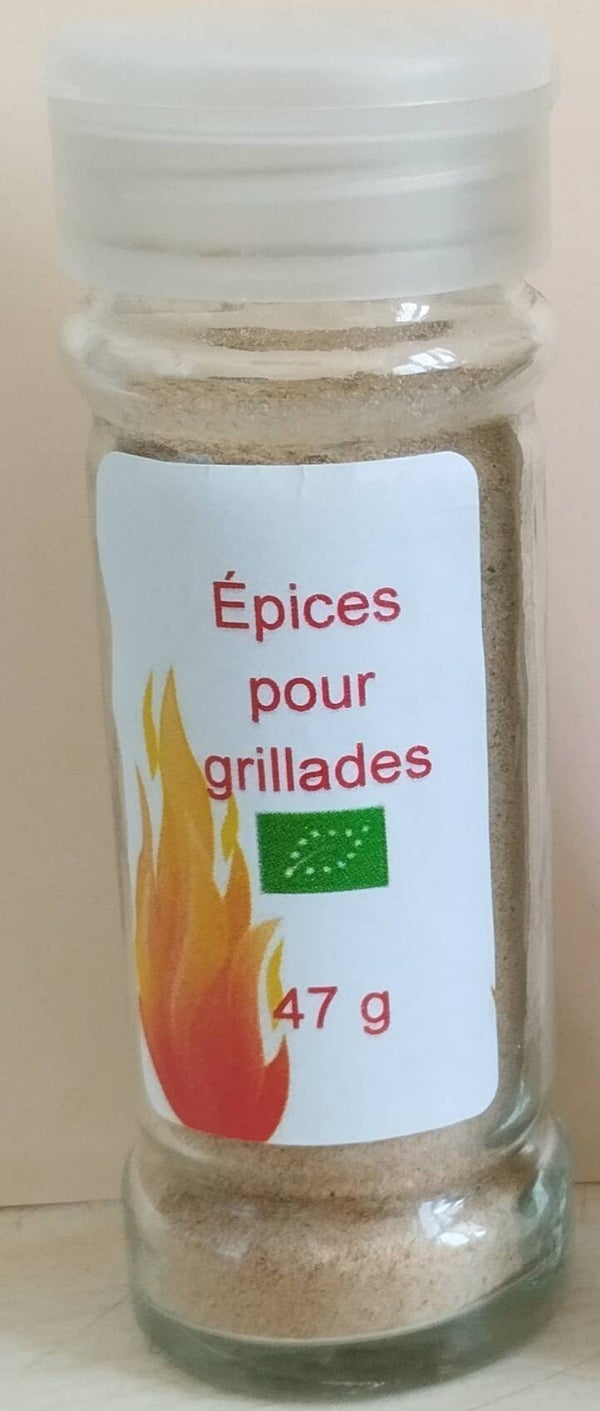 Épices
pour
grillades
47 g